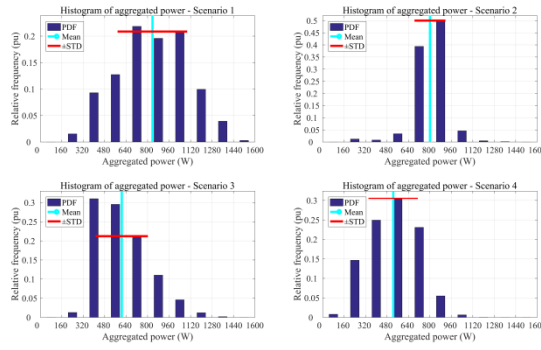 Histogram of aggregated power - Scenario 1
PDF
Mean
±STD
Relative frequency (pu)
0.2
0.15
0.1
0.05
0
0 160 320 480 640 800 960 1120 1280 1440 1600
Aggregated power (W)
Histogram of aggregated power - Scenario 2
PDF
Mean
±STD
Relative frequency (pu)
0.5
0.45
0.4
0.35
0.3
0.25
0.2
0.15
0.1
0.05
0
0 160 320 480 640 800 960 1120 1280 1440 1600
Aggregated power (W)
Histogram of aggregated power - Scenario 3
PDF
Mean
±STD
Relative frequency (pu)
0.3
0.25
0.2
0.15
0.1
0.05
0
0 160 320 480 640 800 960 1120 1280 1440 1600
Aggregated power (W)
Histogram of aggregated power - Scenario 4
PDF
Mean
±STD
Relative frequency (pu)
0.3
0.25
0.2
0.15
0.1
0.05
0
0 160 320 480 640 800 960 1120 1280 1440 1600
Aggregated power (W)